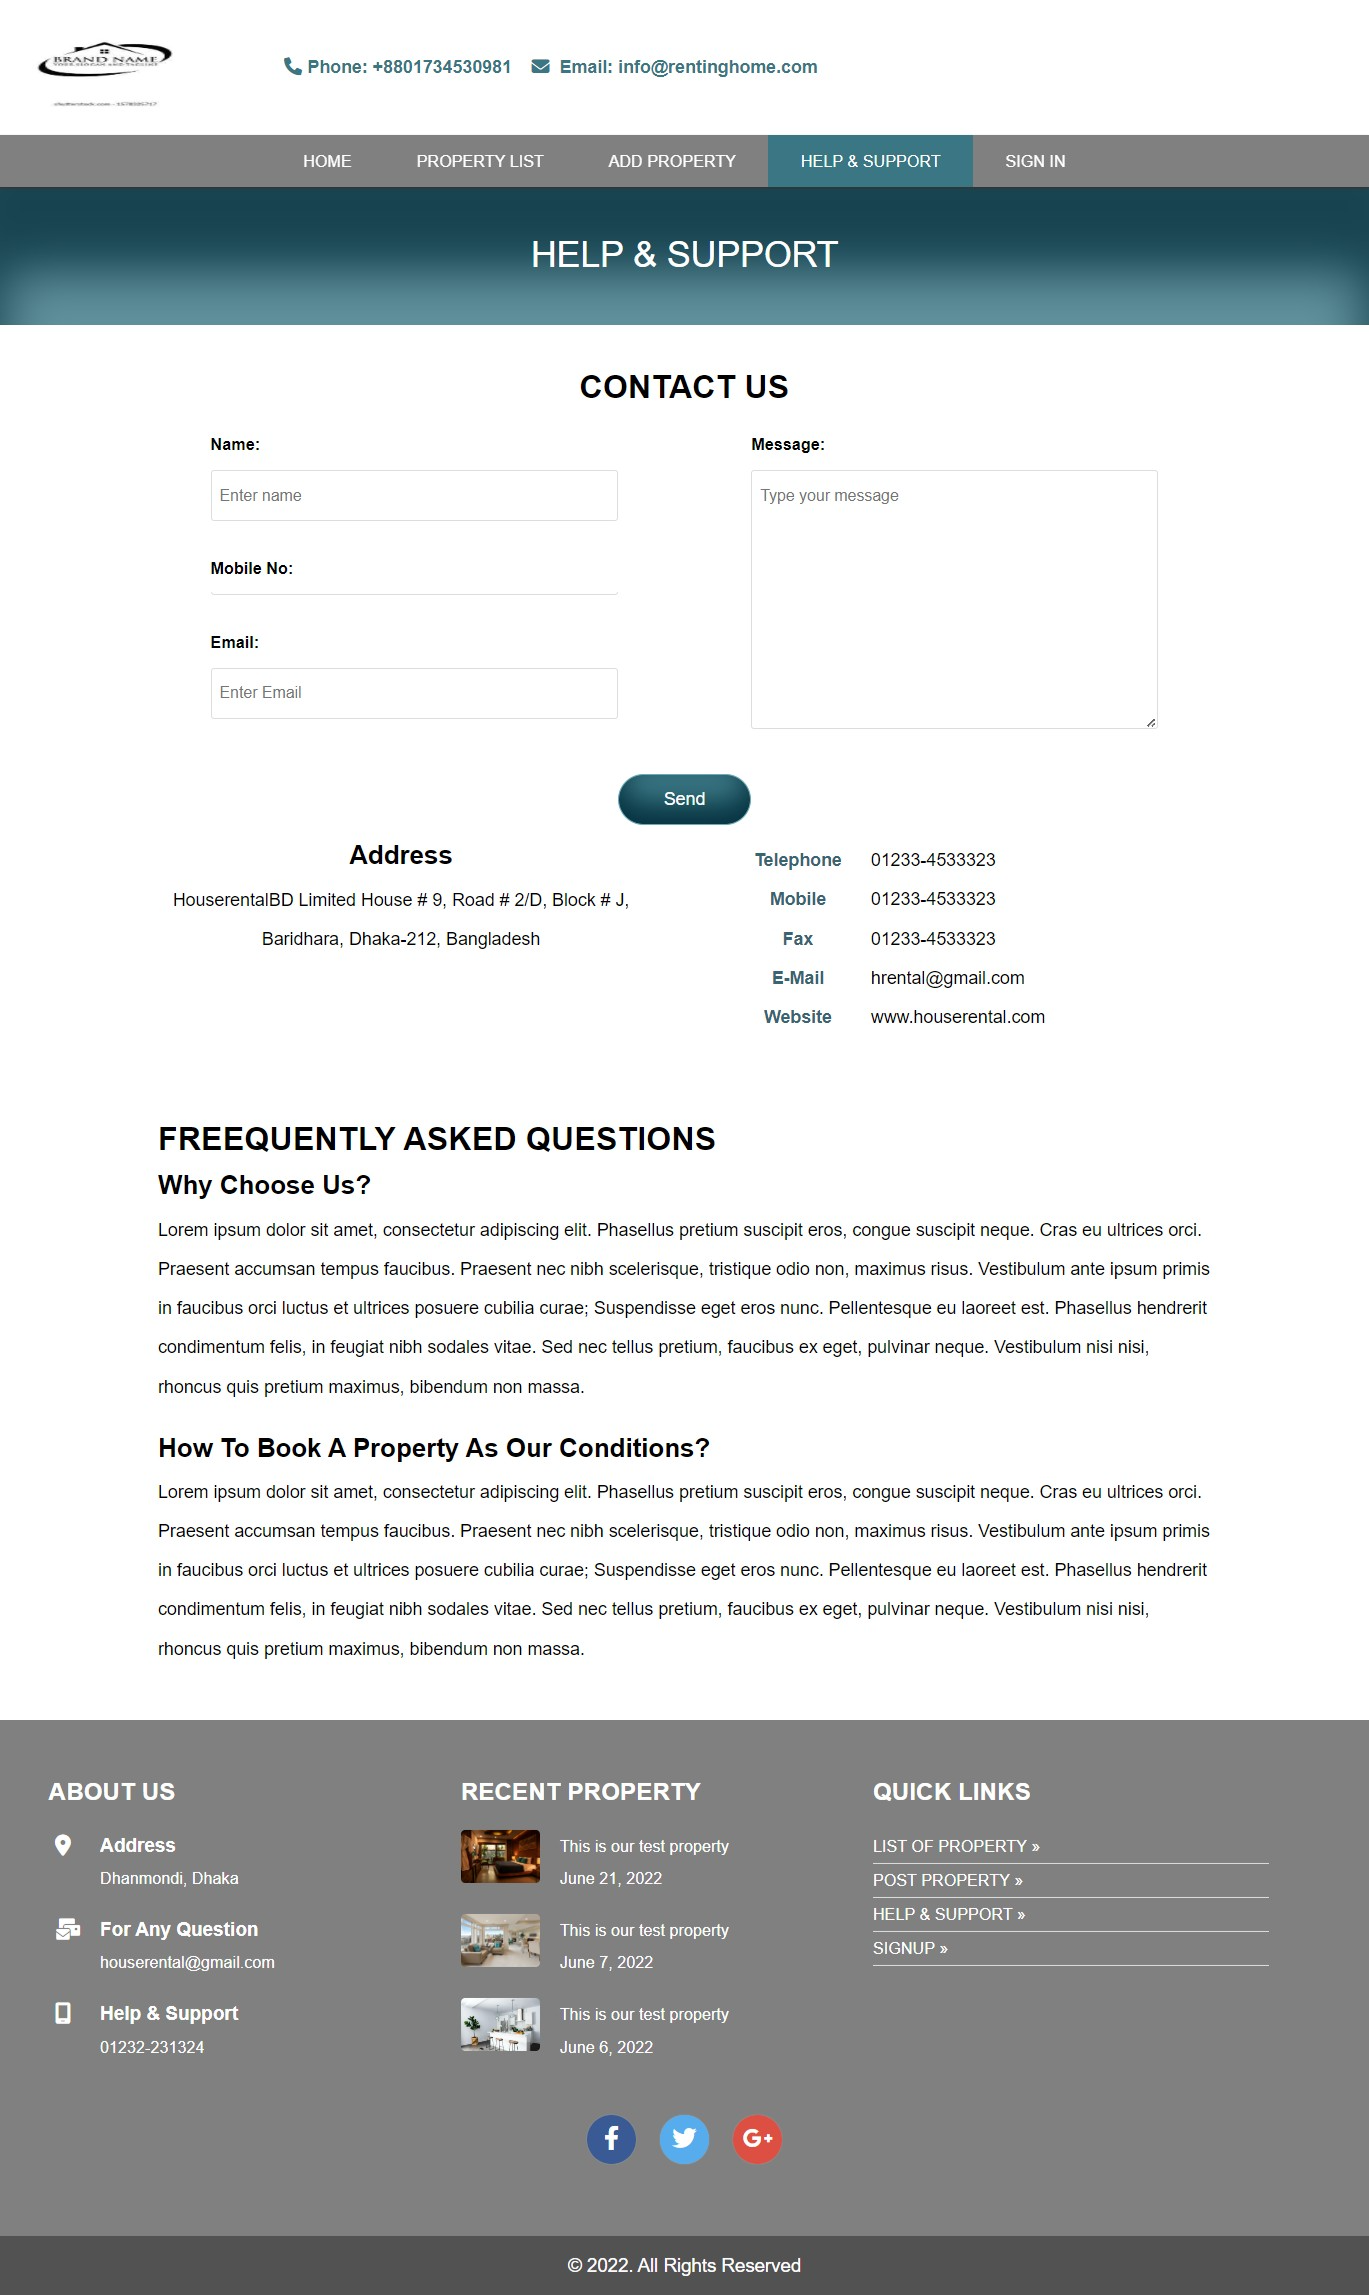 BRAND NAME
Phone: +8801734530981 Email: info@rentinghome.com
HOME PROPERTY LIST ADD PROPERTY HELP & SUPPORT SIGN IN
HELP & SUPPORT
CONTACT US
Name:
Enter name
Mobile No:
Email:
Enter Email
Message:
Type your message
Send
Address
HouserentalBD Limited House # 9, Road # 2/D, Block # J,
Baridhara, Dhaka-212, Bangladesh
Telephone 01233-4533323
Mobile 01233-4533323
Fax 01233-4533323
E-Mail hrental@gmail.com
Website www.houserental.com
FREEQUENTLY ASKED QUESTIONS
Why Choose Us?
Lorem ipsum dolor sit amet, consectetur adipiscing elit. Phasellus pretium suscipit eros, congue suscipit neque. Cras eu ultrices orci.
Praesent accumsan tempus faucibus. Praesent nec nibh scelerisque, tristique odio non, maximus risus. Vestibulum ante ipsum primis
in faucibus orci luctus et ultrices posuere cubilia curae; Suspendisse eget eros nunc. Pellentesque eu laoreet est. Phasellus hendrerit
condimentum felis, in feugiat nibh sodales vitae. Sed nec tellus pretium, faucibus ex eget, pulvinar neque. Vestibulum nisi nisi,
rhoncus quis pretium maximus, bibendum non massa.
How To Book A Property As Our Conditions?
Lorem ipsum dolor sit amet, consectetur adipiscing elit. Phasellus pretium suscipit eros, congue suscipit neque. Cras eu ultrices orci.
Praesent accumsan tempus faucibus. Praesent nec nibh scelerisque, tristique odio non, maximus risus. Vestibulum ante ipsum primis
in faucibus orci luctus et ultrices posuere cubilia curae; Suspendisse eget eros nunc. Pellentesque eu laoreet est. Phasellus hendrerit
condimentum felis, in feugiat nibh sodales vitae. Sed nec tellus pretium, faucibus ex eget, pulvinar neque. Vestibulum nisi nisi,
rhoncus quis pretium maximus, bibendum non massa.
ABOUT US
Address
Dhanmondi, Dhaka
For Any Question
houserental@gmail.com
Help & Support
01232-231324
RECENT PROPERTY
This is our test property
June 21, 2022
This is our test property
June 7, 2022
This is our test property
June 6, 2022
QUICK LINKS
LIST OF PROPERTY »
POST PROPERTY »
HELP & SUPPORT »
SIGNUP »
© 2022. All Rights Reserved